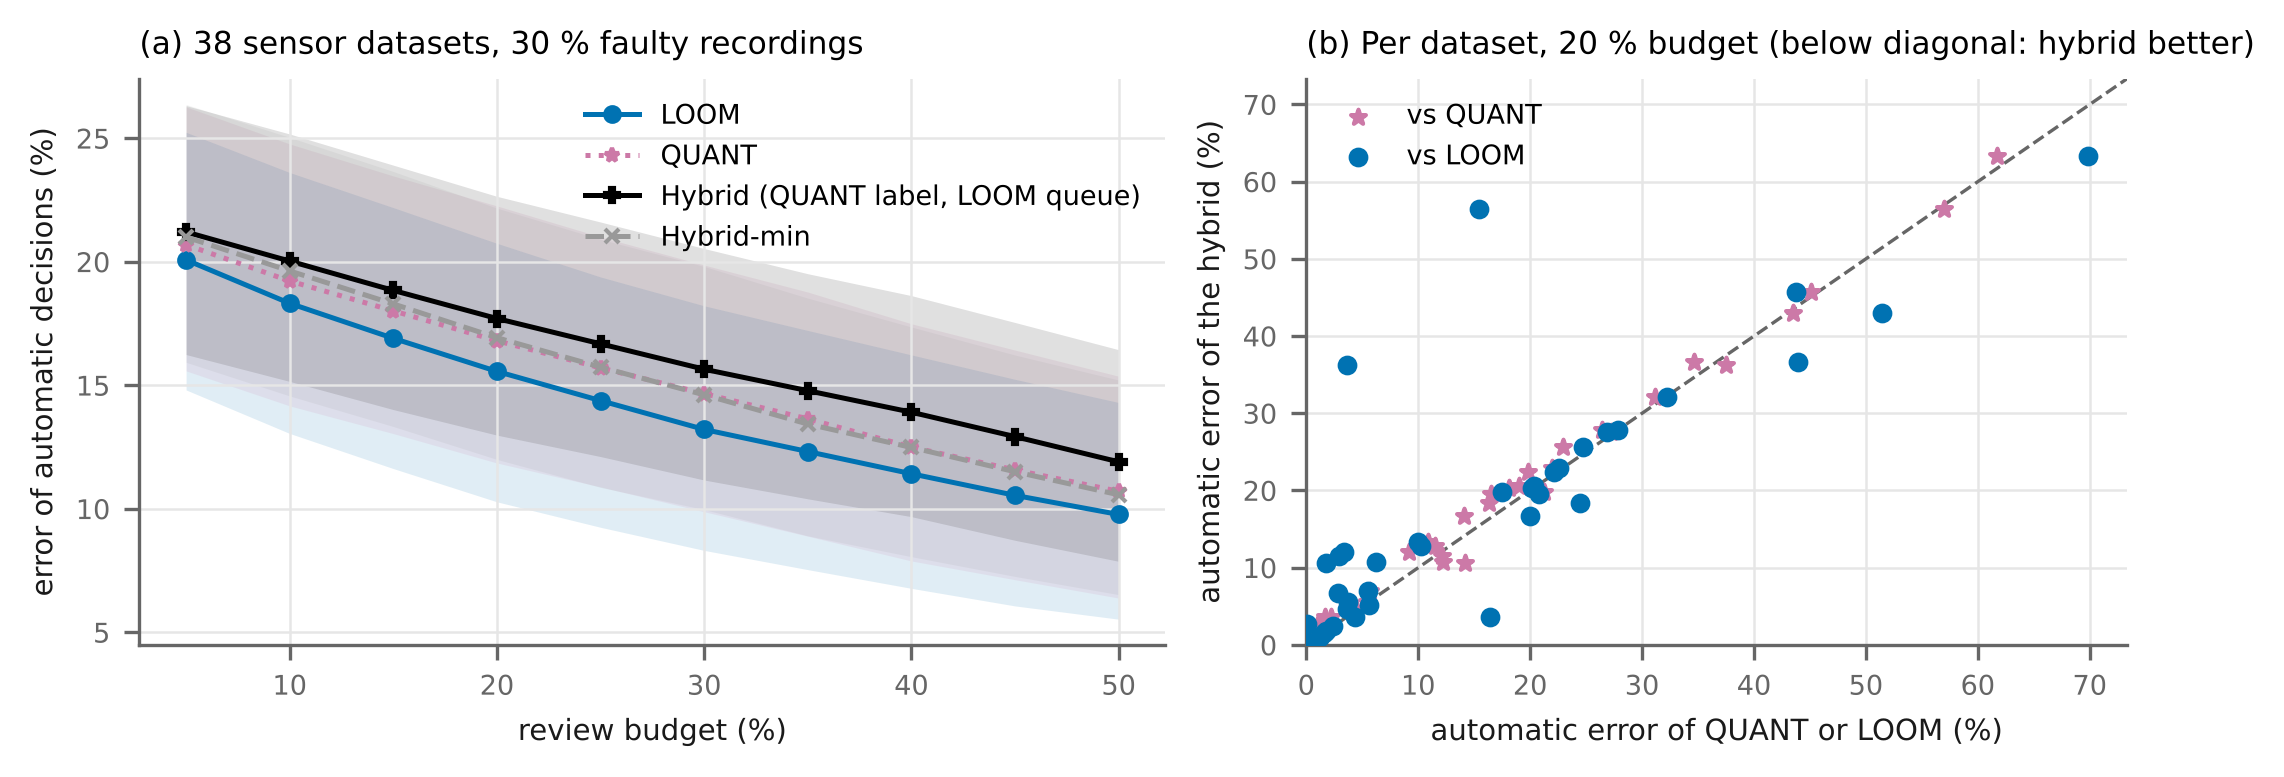 (a) 38 sensor datasets, 30 % faulty recordings
error of automatic decisions (%)
25
20
15
10
5
LOOM
QUANT
Hybrid (QUANT label, LOOM queue)
Hybrid-min
10
20
30
40
50
review budget (%)
(b) Per dataset, 20 % budget (below diagonal: hybrid better)
automatic error of the hybrid (%)
70
60
50
40
30
20
10
0
vs QUANT
vs LOOM
0
10
20
30
40
50
60
70
automatic error of QUANT or LOOM (%)